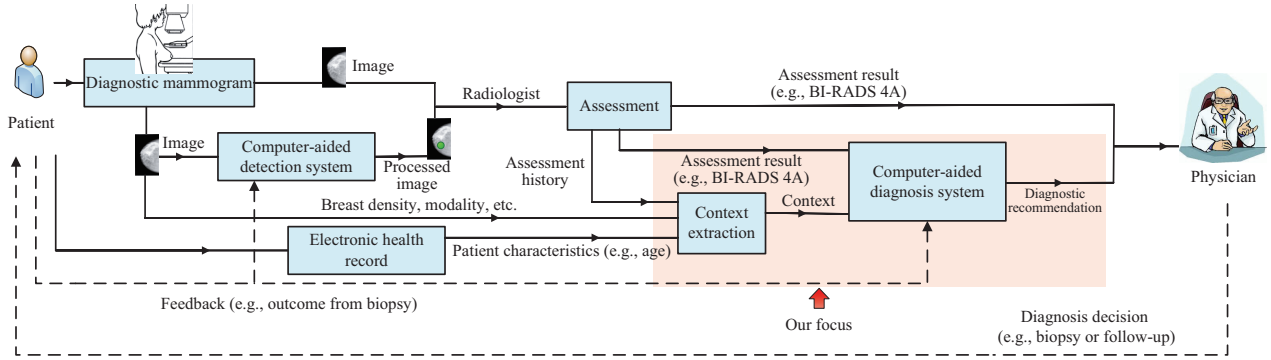 Diagnostic mammogram
Image
Assessment result
(e.g., BI-RADS 4A)
Radiologist
Assessment
Patient
Image
Computer-aided
detection system
Processed
image
Assessment
history
Assessment result
(e.g., BI-RADS 4A)
Computer-aided
diagnosis system
Physician
Diagnostic
recommendation
Breast density, modality, etc.
Context
extraction
Context
Electronic health
record
Patient characteristics (e.g., age)
Feedback (e.g., outcome from biopsy)
Our focus
Diagnosis decision
(e.g., biopsy or follow-up)